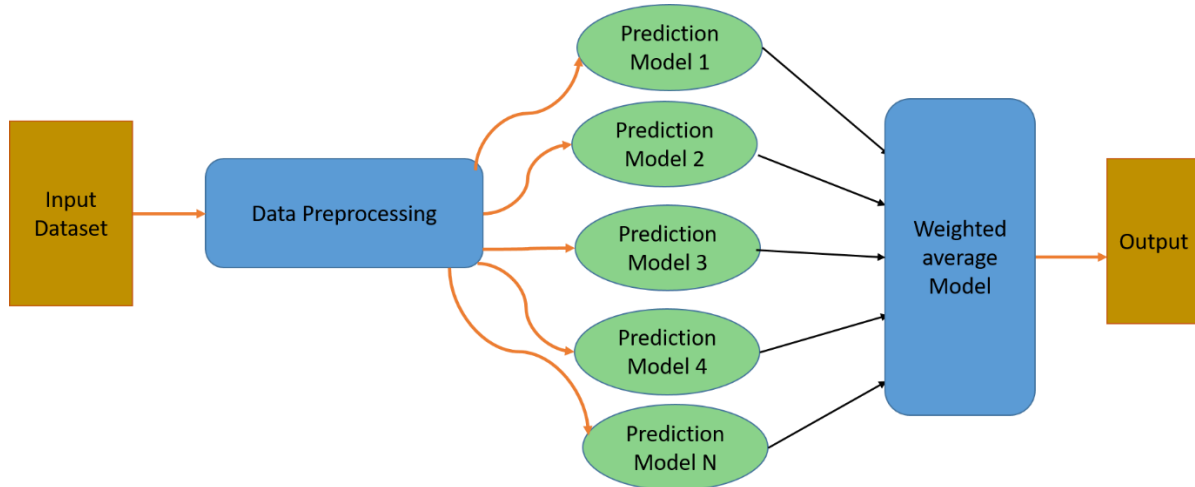 Input
Dataset
Data Preprocessing
Prediction
Model 1
Prediction
Model 2
Prediction
Model 3
Prediction
Model 4
Prediction
Model N
Weighted
average
Model
Output